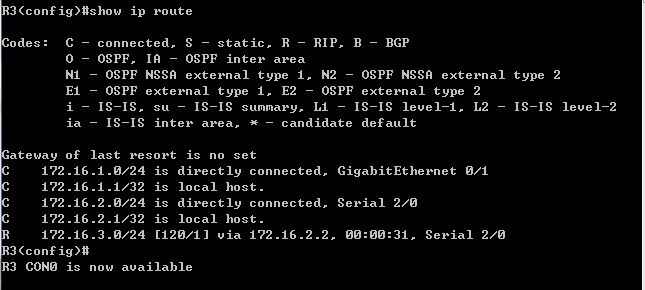 R3(config)#show ip route
Codes:  C - connected, S - static, R - RIP, B - BGP
O - OSPF, IA - OSPF inter area
N1 - OSPF NSSA external type 1, N2 - OSPF NSSA external type 2
E1 - OSPF external type 1, E2 - OSPF external type 2
i - IS-IS, su - IS-IS summary, L1 - IS-IS level-1, L2 - IS-IS level-2
ia - IS-IS inter area, * - candidate default
Gateway of last resort is no set
C    172.16.1.0/24 is directly connected, GigabitEthernet 0/1
C    172.16.1.1/32 is local host.
C    172.16.2.0/24 is directly connected, Serial 2/0
C    172.16.2.1/32 is local host.
R    172.16.3.0/24 [120/1] via 172.16.2.2, 00:00:31, Serial 2/0
R3(config)#
R3 CON0 is now available